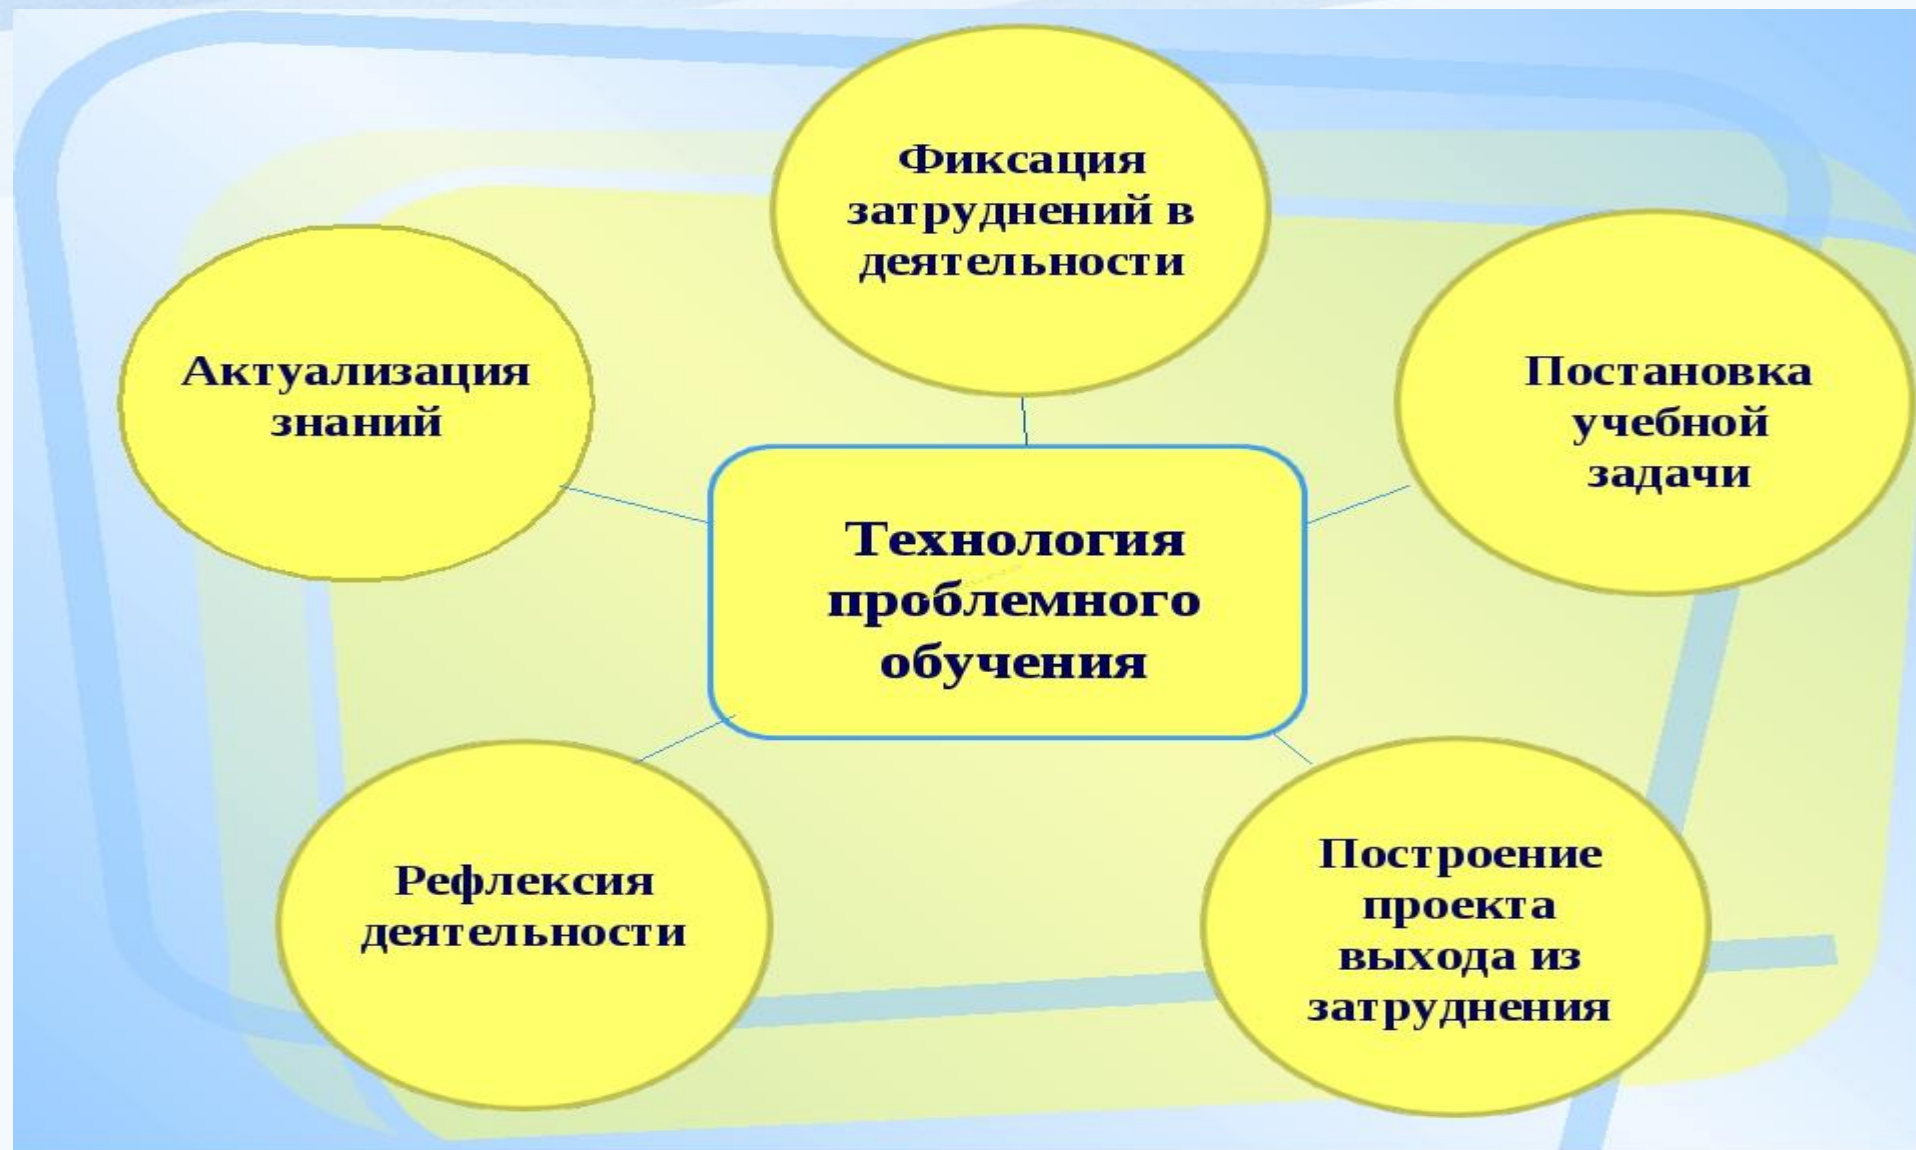 Фиксация
затруднений в
деятельности
Актуализация
знаний
Постановка
учебной
задачи
Технология
проблемного
обучения
Рефлексия
деятельности
Построение
проекта
выхода из
затруднения